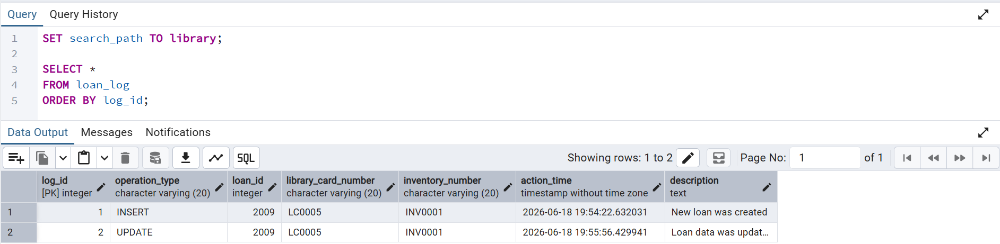 Query Query History
1 SET search_path TO library;
2
3 SELECT *
4 FROM loan_log
5 ORDER BY log_id;
Data Output Messages Notifications
SQL Showing rows: 1 to 2 Page No: 1 of 1
log_id operation_type loan_id library_card_number inventory_number action_time description
[PK] integer character varying (20) integer character varying (20) character varying (20) timestamp without time zone text
1 1 INSERT 2009 LC0005 INV0001 2026-06-18 19:54:22.632031 New loan was created
2 2 UPDATE 2009 LC0005 INV0001 2026-06-18 19:55:56.429941 Loan data was updat...